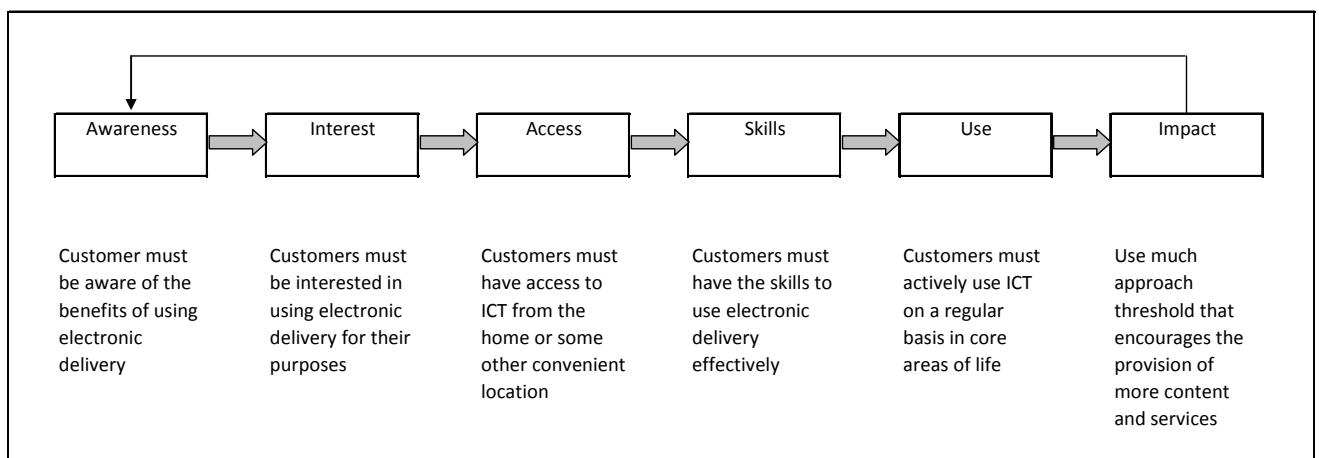 Awareness
Interest
Access
Skills
Use
Impact
Customer must
be aware of the
benefits of using
electronic
delivery
Customers must
be interested in
using electronic
delivery for their
purposes
Customers must
have access to
ICT from the
home or some
other convenient
location
Customers must
have the skills to
use electronic
delivery
effectively
Customers must
actively use ICT
on a regular
basis in core
areas of life
Use much
approach
threshold that
encourages the
provision of
more content
and services